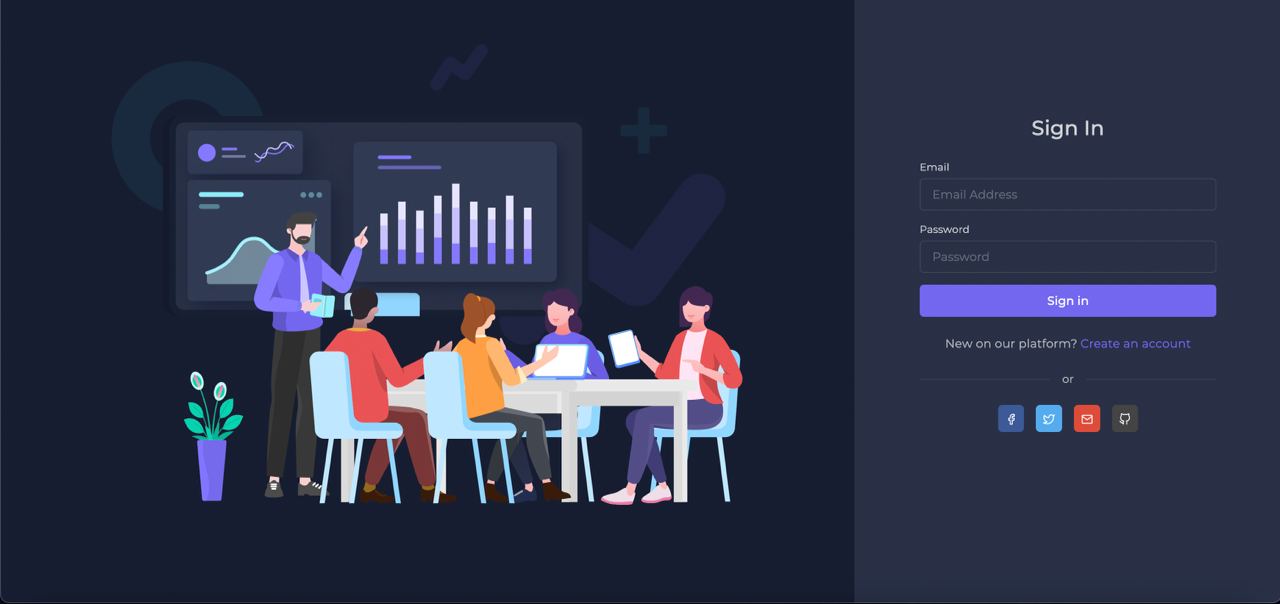 Sign In
Email
Email Address
Password
Password
Sign in
New on our platform? Create an account
or